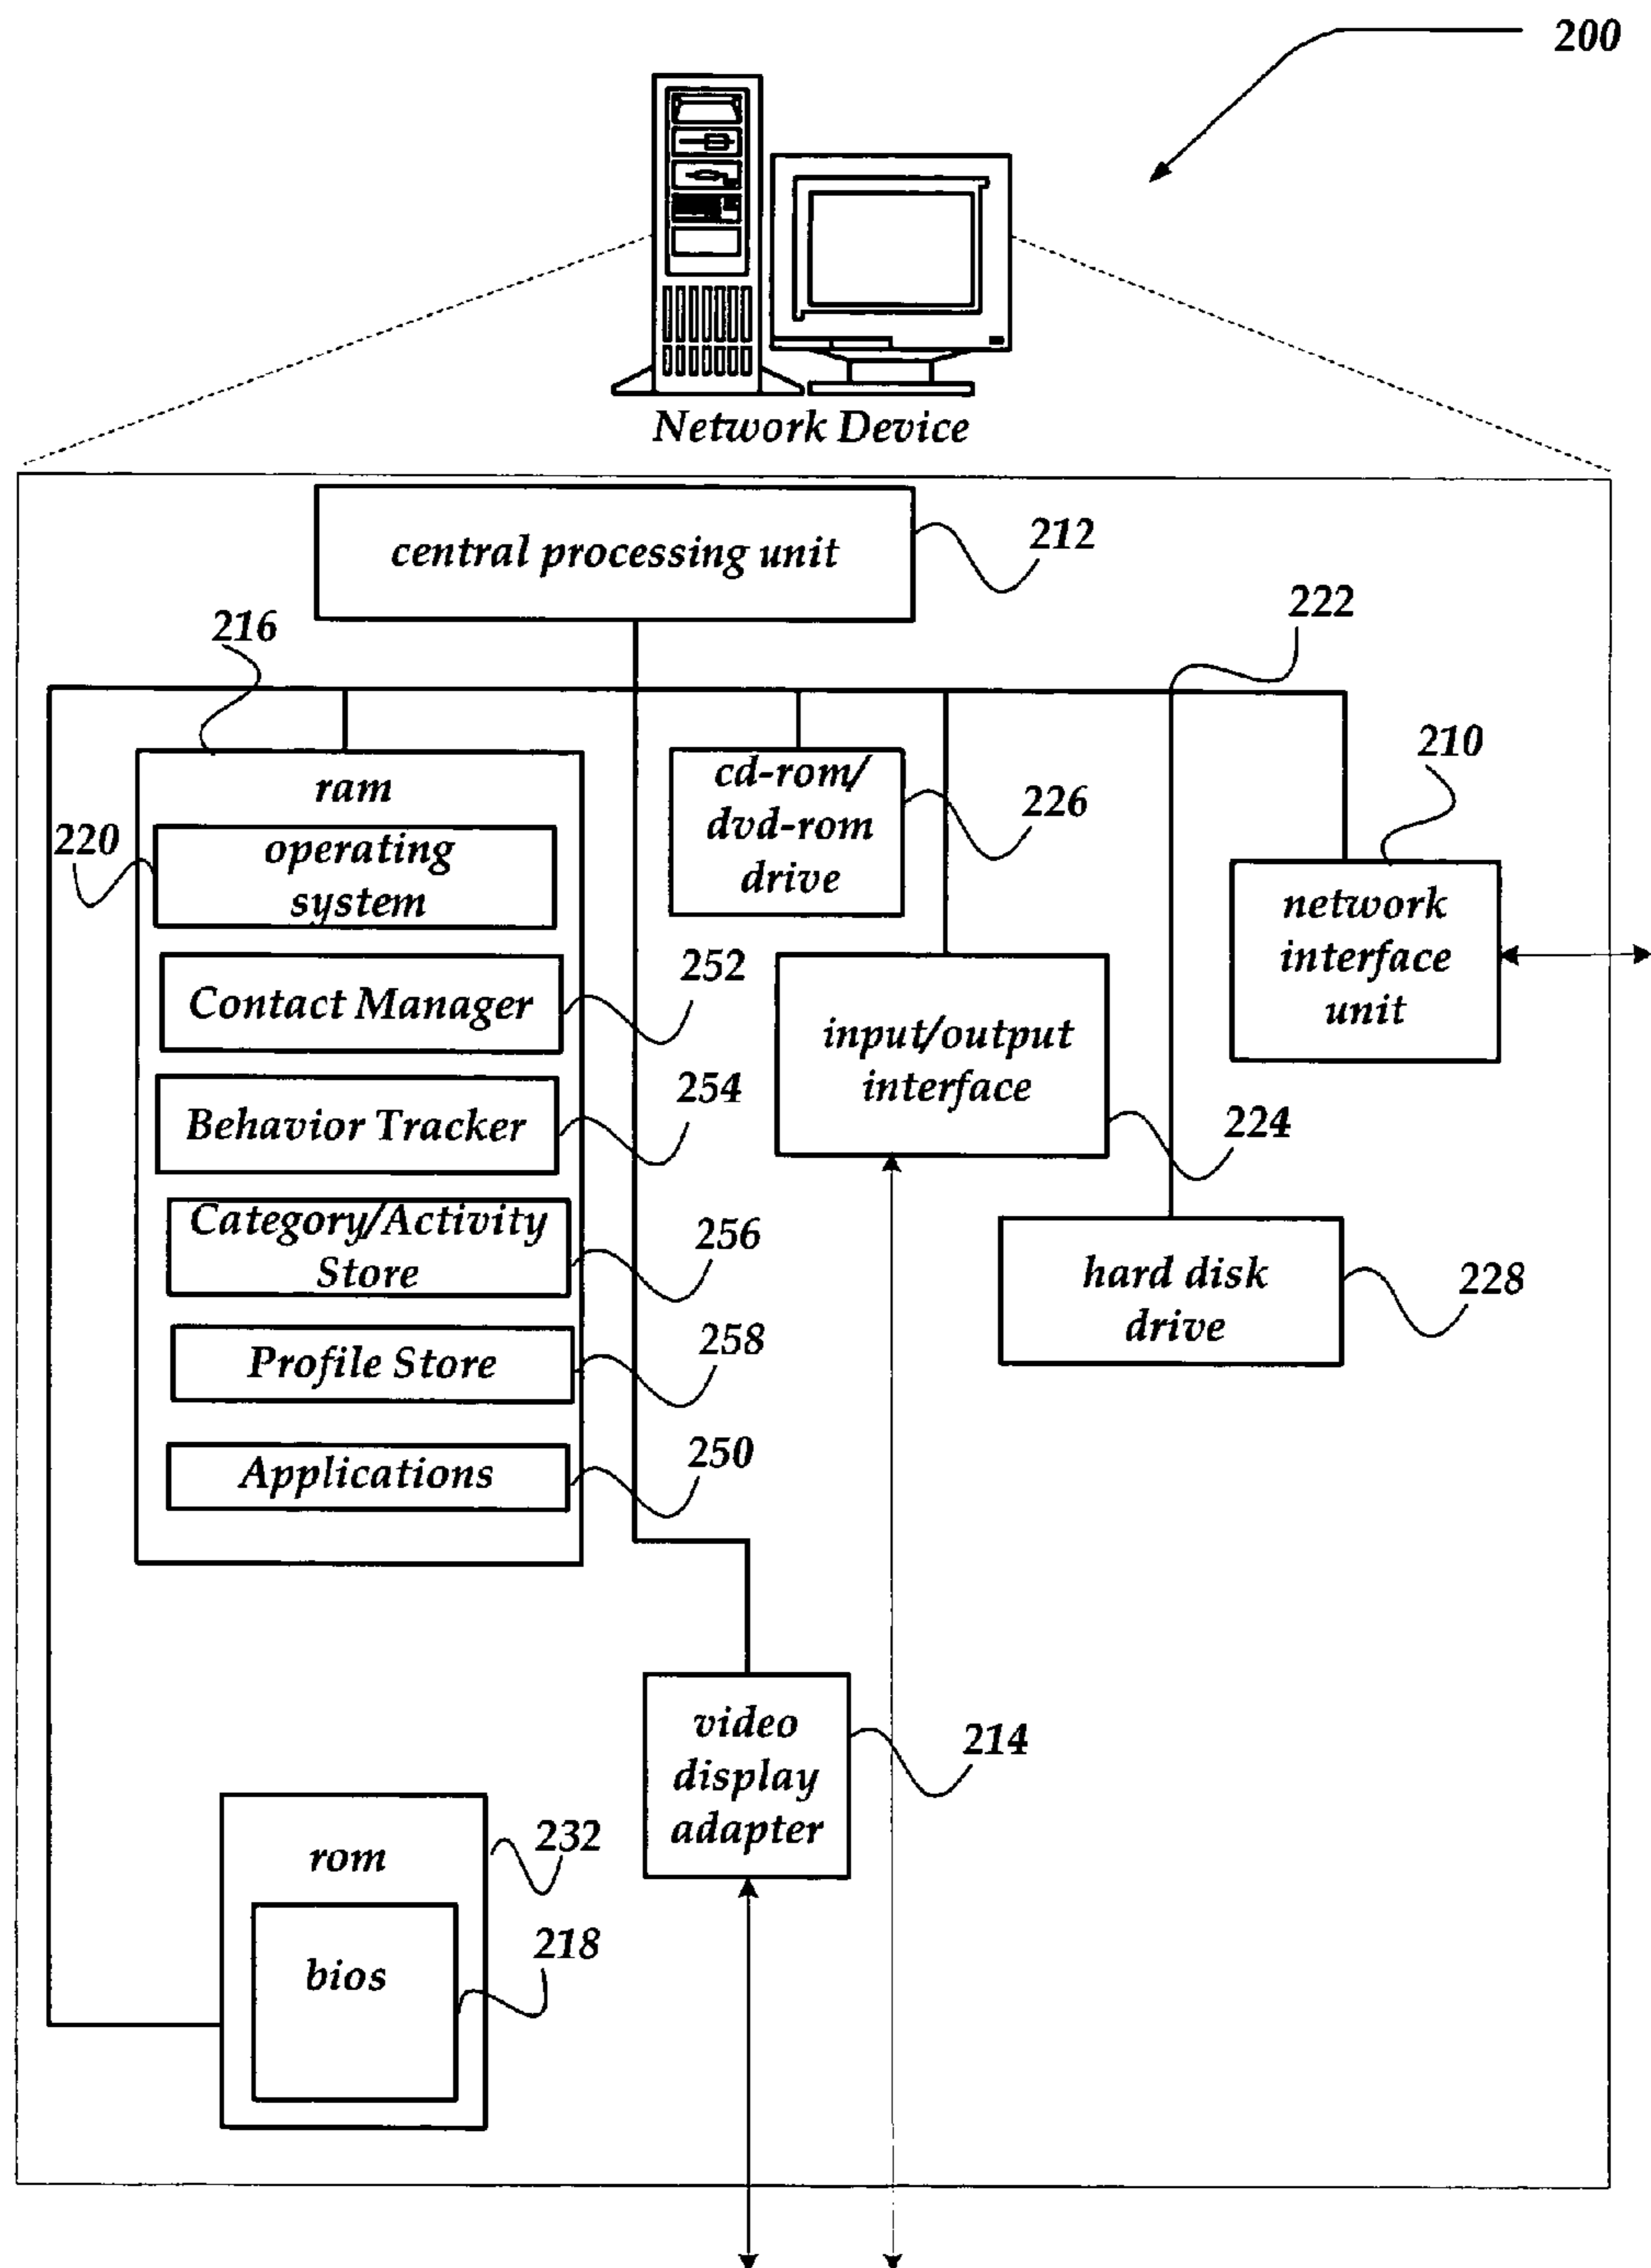 200
Network Device
central processing unit
212
222
216
ram
220
operating
system
Contact Manager
252
Behavior Tracker
254
Category/Activity
Store
256
Profile Store
258
Applications
250
cd-rom/
dvd-rom
drive
226
210
network
interface
unit
input/output
interface
224
hard disk
drive
228
video
display
adapter
214
rom
232
bios
218